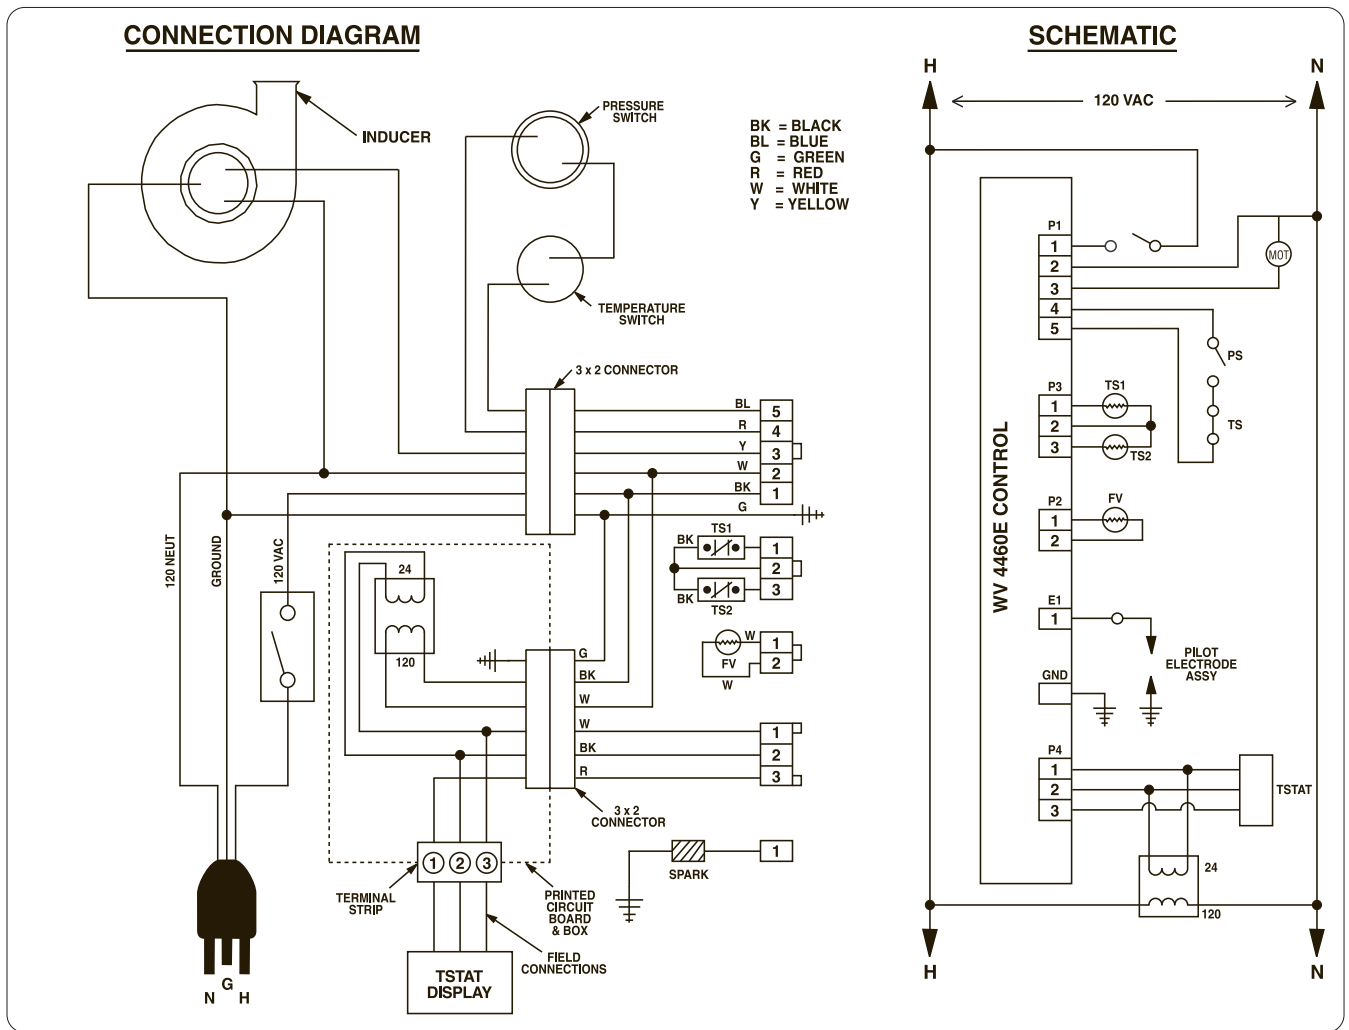 CONNECTION DIAGRAM
INDUCER
PRESSURE
SWITCH
TEMPERATURE
SWITCH
BK = BLACK
BL = BLUE
G = GREEN
R = RED
W = WHITE
Y = YELLOW
3 x 2 CONNECTOR
BL 5
R 4
Y 3
W 2
BK 1
G
120 NEUT
GROUND
120 VAC
24
120
TS1
BK 1
2
BK 3
TS2
W 1
FV 2
W
G
BK
W
W 1
BK 2
R 3
3 x 2
CONNECTOR
1 2 3
TERMINAL
STRIP
PRINTED
CIRCUIT
BOARD
& BOX
SPARK
1
FIELD
CONNECTIONS
TSTAT
DISPLAY
N
G
H
SCHEMATIC
H
N
120 VAC
WV 4460E CONTROL
P1
1
2
3
4
5
MOT
PS
TS
P3
1
2
3
TS1
TS2
P2
1
2
FV
E1
1
PILOT
ELECTRODE
ASSY
GND
P4
1
2
3
TSTAT
24
120
H
N